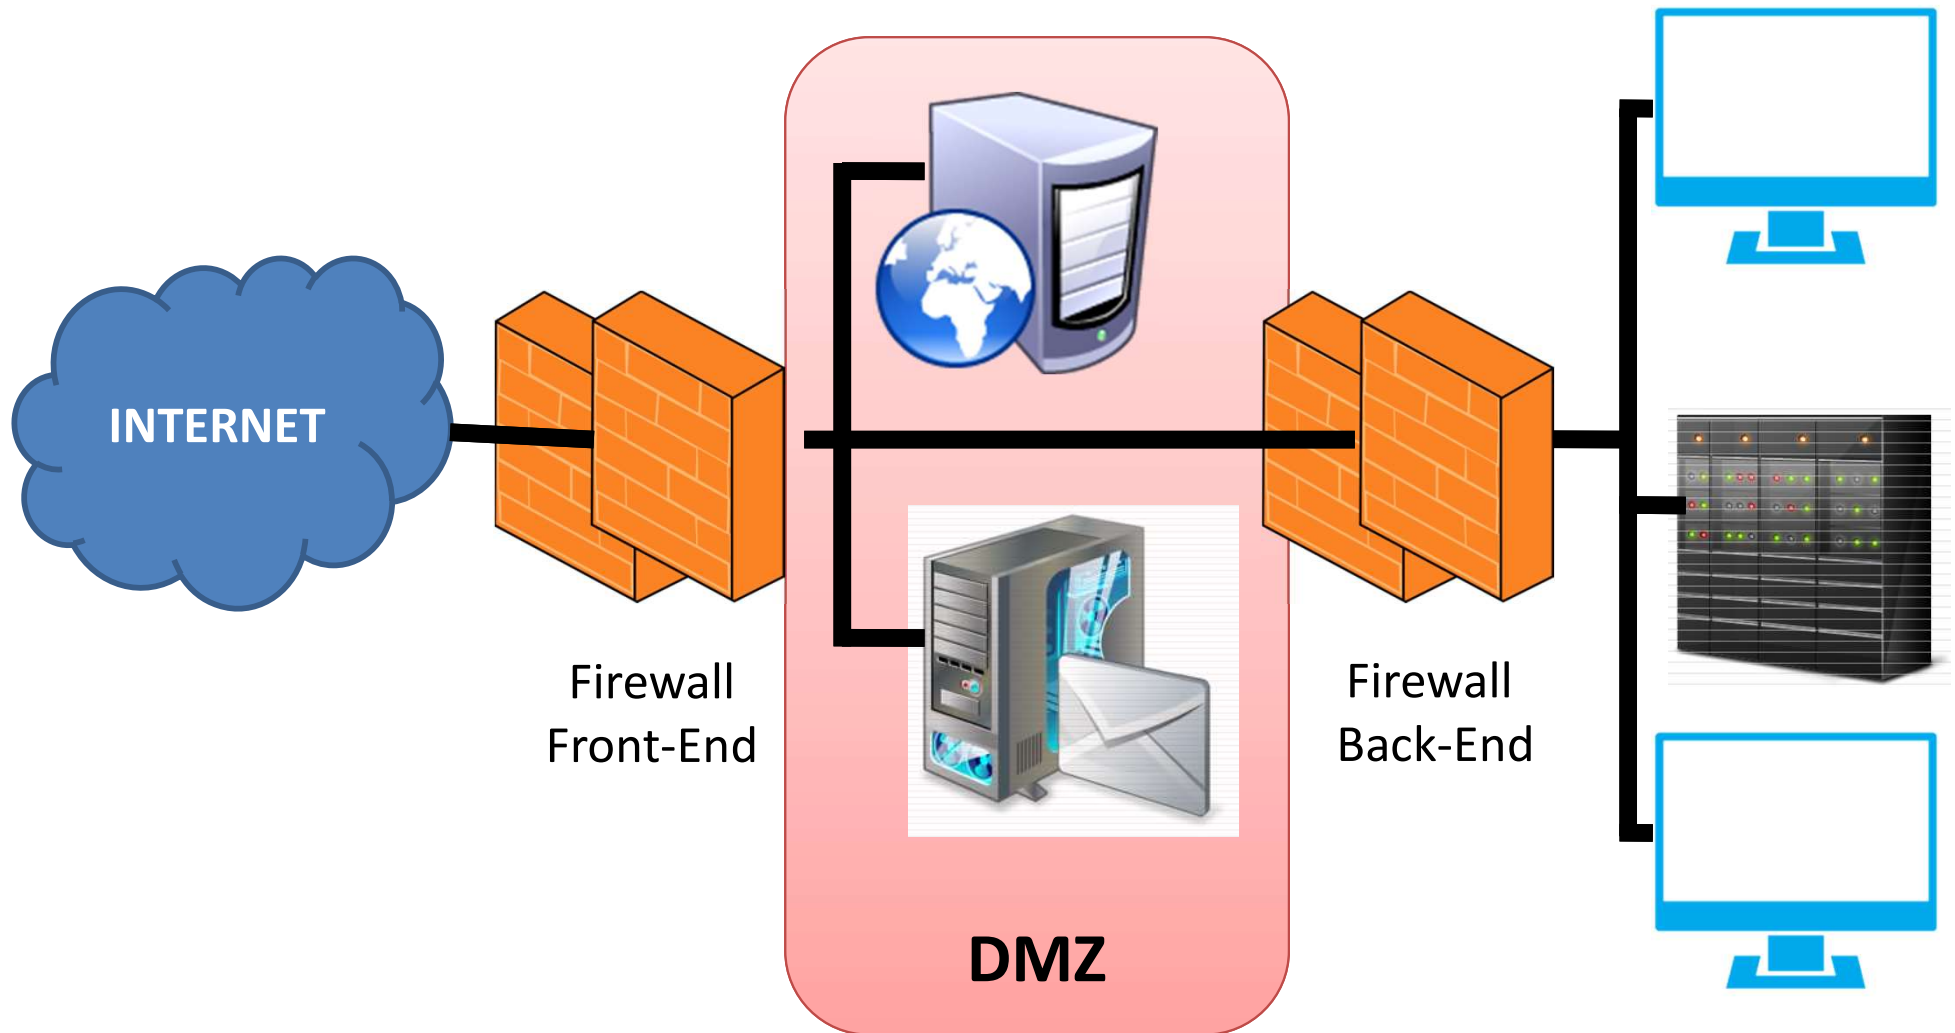 INTERNET
Firewall
Front-End
Firewall
Back-End
DMZ